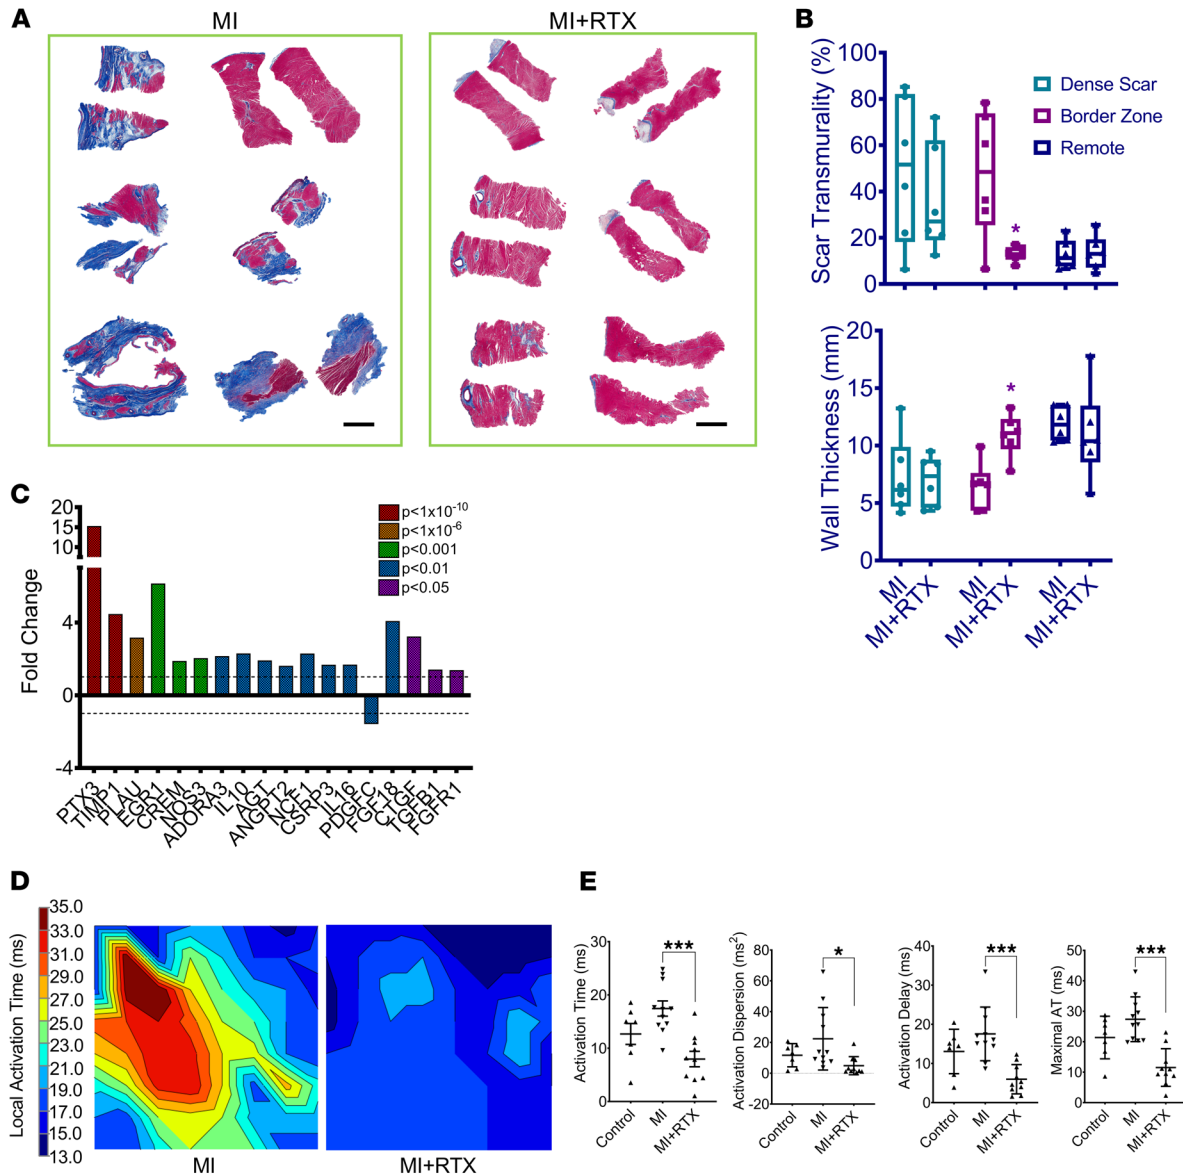 A
MI
MI+RTX
B
Scar Transmurality (%)
100
80
60
40
20
0
Dense Scar
Border Zone
Remote
*
Wall Thickness (mm)
20
15
10
5
0
*
MI
MI+RTX
MI
MI+RTX
MI
MI+RTX
C
Fold Change
20
15
10
4
0
-4
p<1x10⁻¹⁰
p<1x10⁻⁶
p<0.001
p<0.01
p<0.05
PTX3
TIMP1
PLAU
EGR1
CREM
NOS3
ADORA3
IL10
AGT
ANGPT2
NCF1
CSRP3
IL16
PDGFC
FGF18
CTGF
TGFB1
FGFR1
D
Local Activation Time (ms)
35.0
33.0
31.0
29.0
27.0
25.0
23.0
21.0
19.0
17.0
15.0
13.0
MI
MI+RTX
E
Activation Time (ms)
30
20
10
0
***
Control
MI
MI+RTX
Activation Dispersion (ms²)
80
60
40
20
0
-20
*
Control
MI
MI+RTX
Activation Delay (ms)
40
30
20
10
0
***
Control
MI
MI+RTX
Maximal AT (ms)
50
40
30
20
10
0
***
Control
MI
MI+RTX